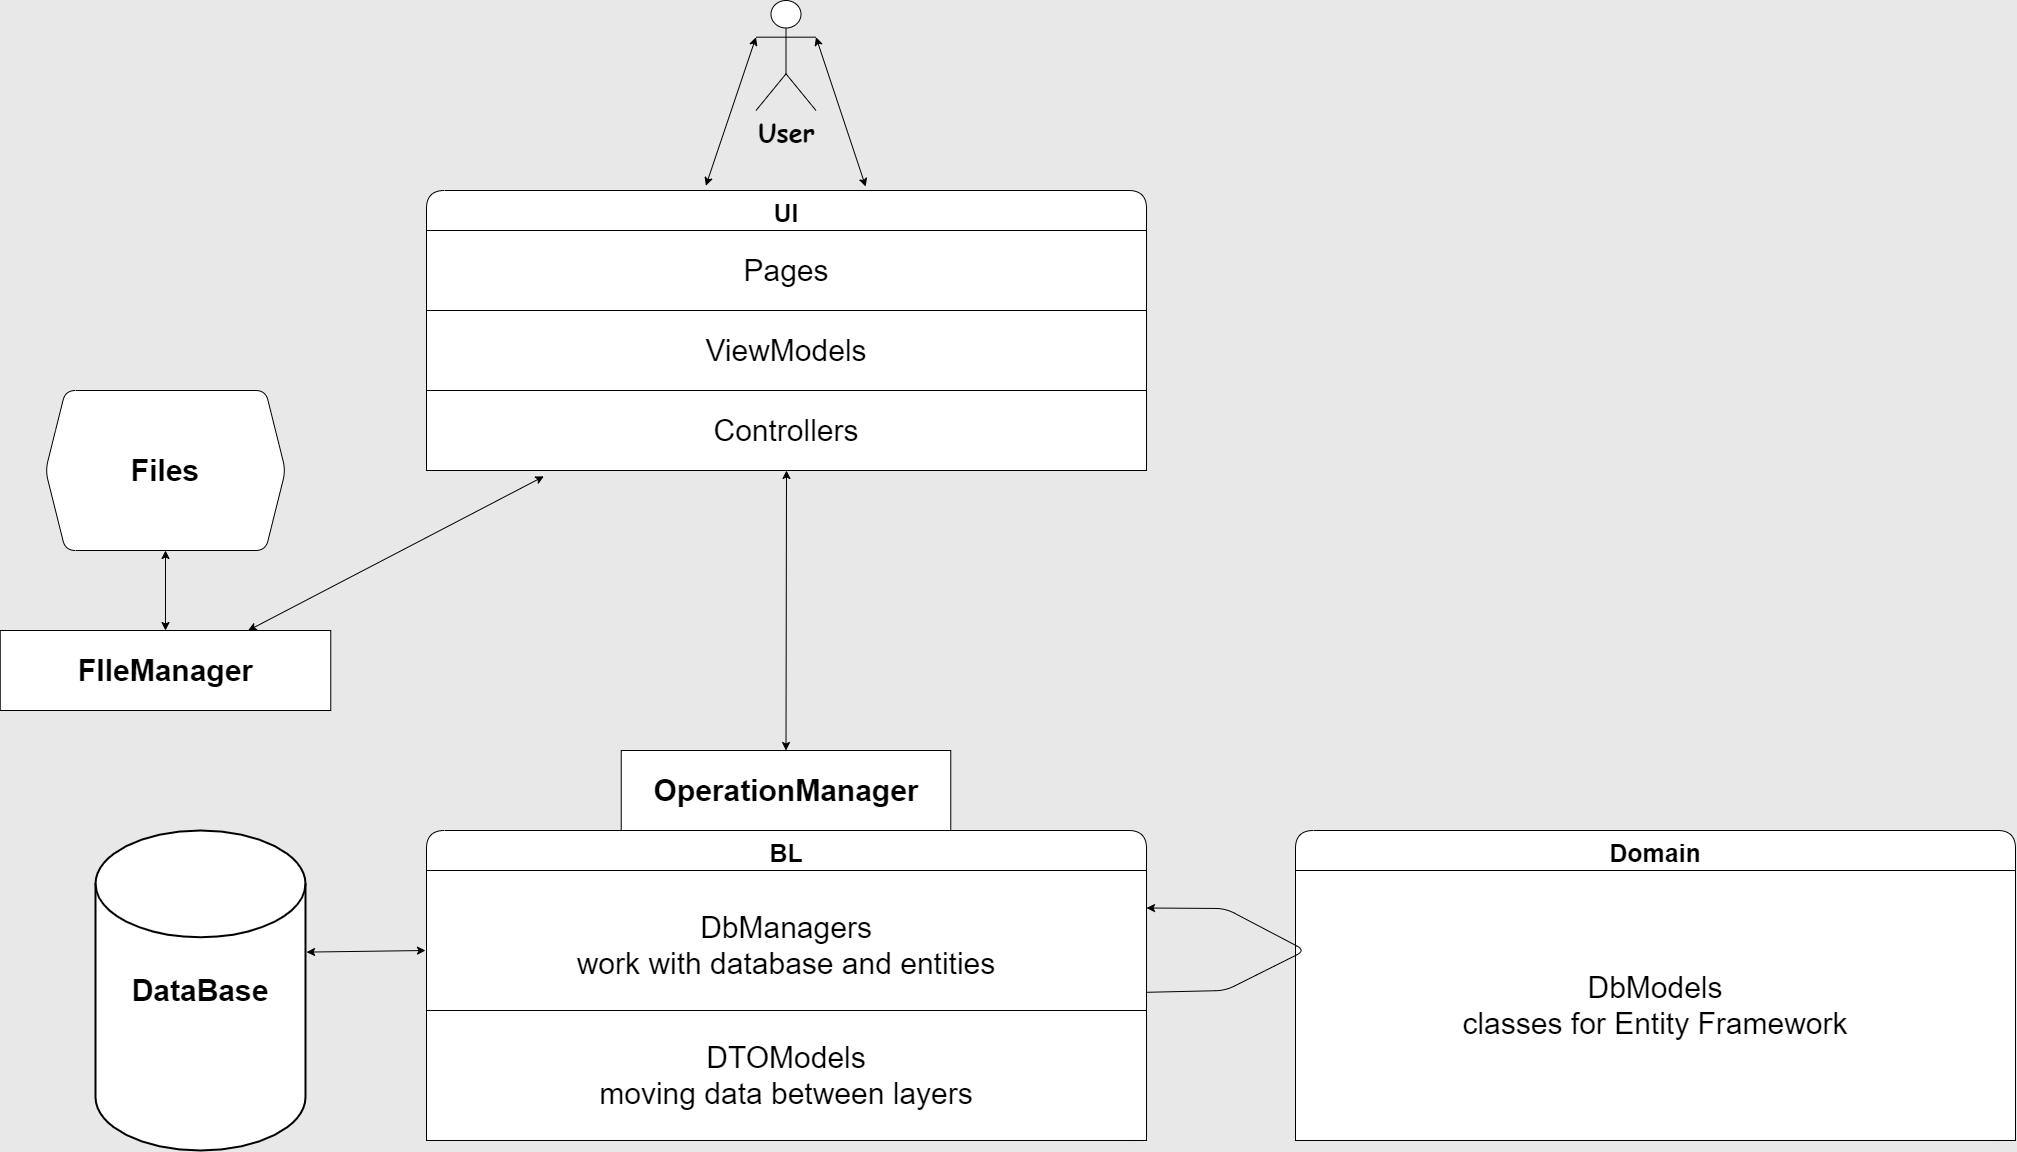 User
UI
Pages
ViewModels
Controllers
Files
FIleManager
OperationManager
BL
DbManagers
work with database and entities
DTOModels
moving data between layers
DataBase
Domain
DbModels
classes for Entity Framework